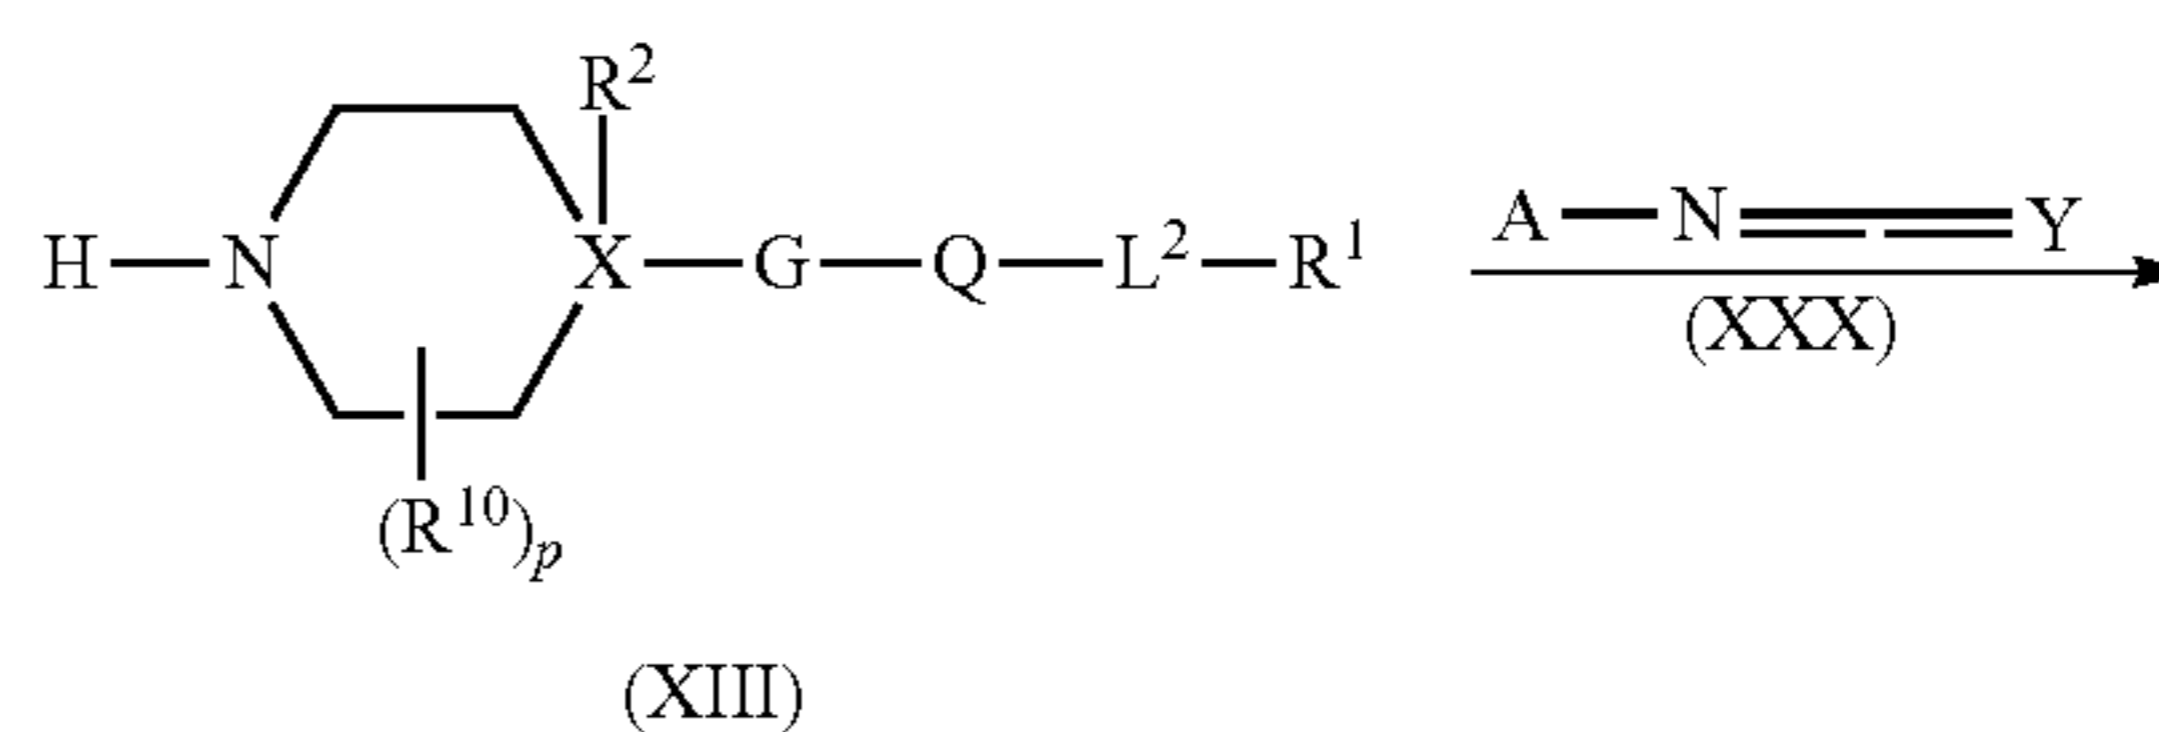 R²
H—N X—G—Q—L²—R¹
A—N=Y
(XXX)
(R¹⁰)ₚ
(XIII)